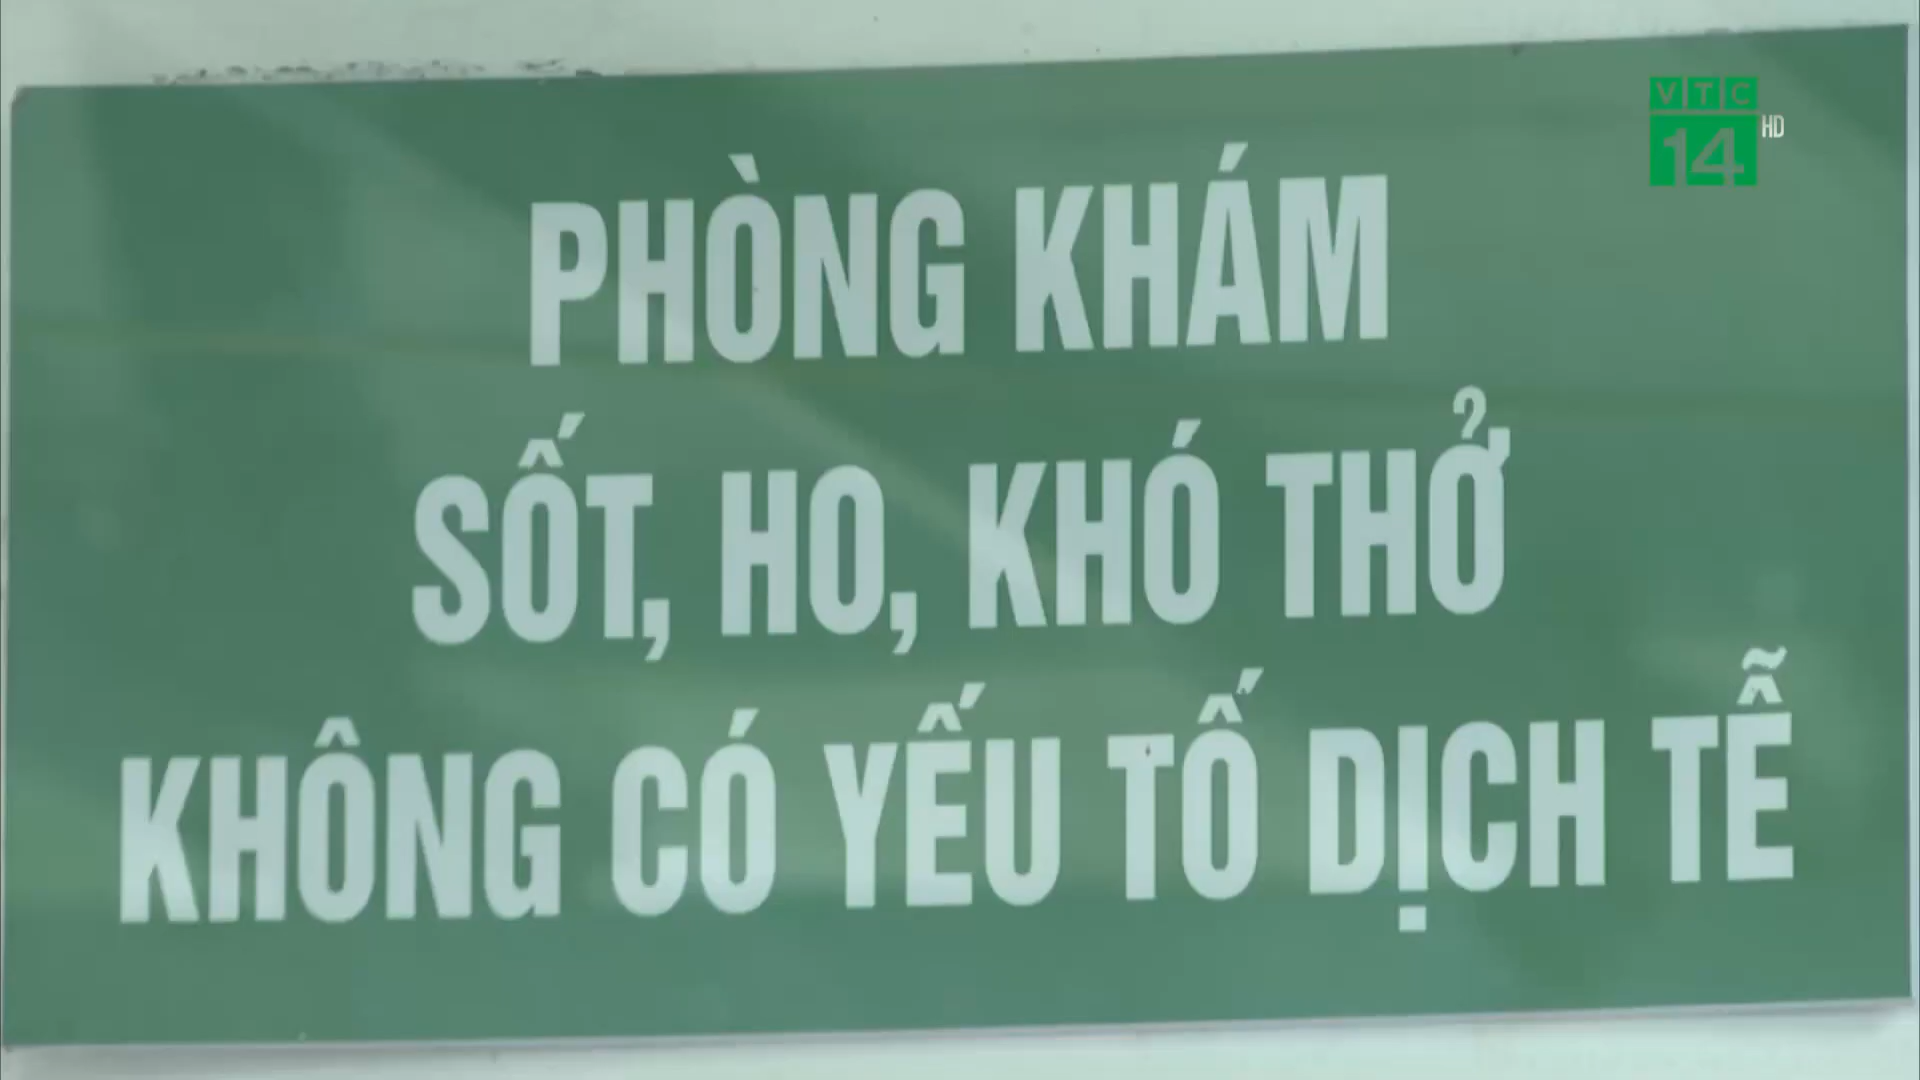 VTC
14 HD
PHÒNG KHÁM
SỐT, HO, KHÓ THỞ
KHÔNG CÓ YẾU TỐ DỊCH TỄ